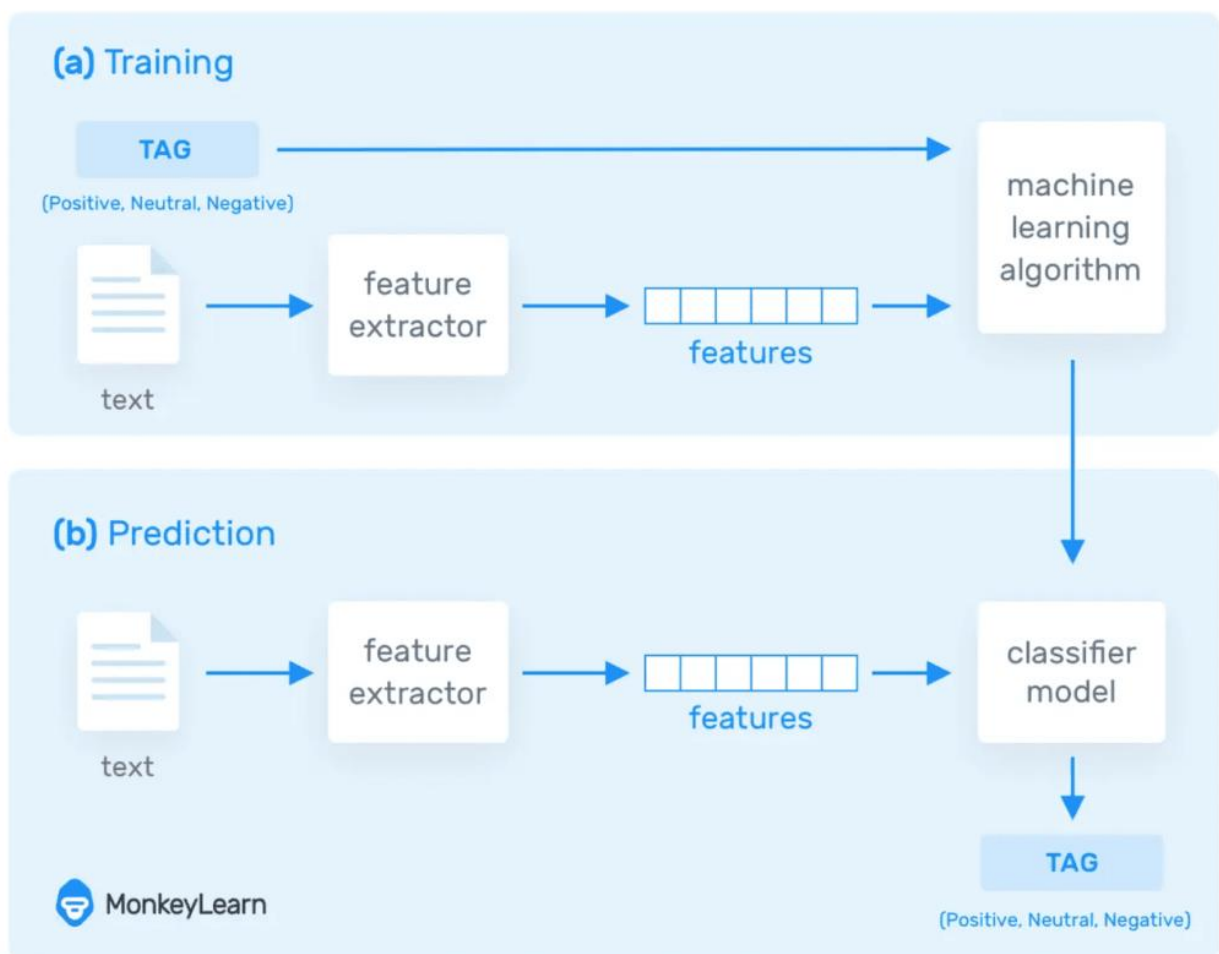 (a) Training
TAG
(Positive, Neutral, Negative)
machine
learning
algorithm
feature
extractor
features
text
(b) Prediction
feature
extractor
features
text
classifier
model
TAG
(Positive, Neutral, Negative)
MonkeyLearn